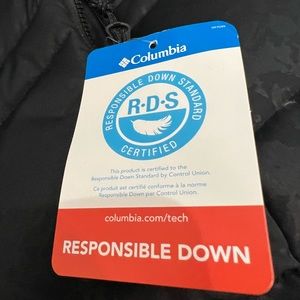 Columbia
RESPONSIBLE DOWN STANDARD
R·D·S
CERTIFIED
This product is certified to the
Responsible Down Standard by Control Union.
Ce produit est certifié conforme à la norme
Responsible Down par Control Union.
columbia.com/tech
RESPONSIBLE DOWN